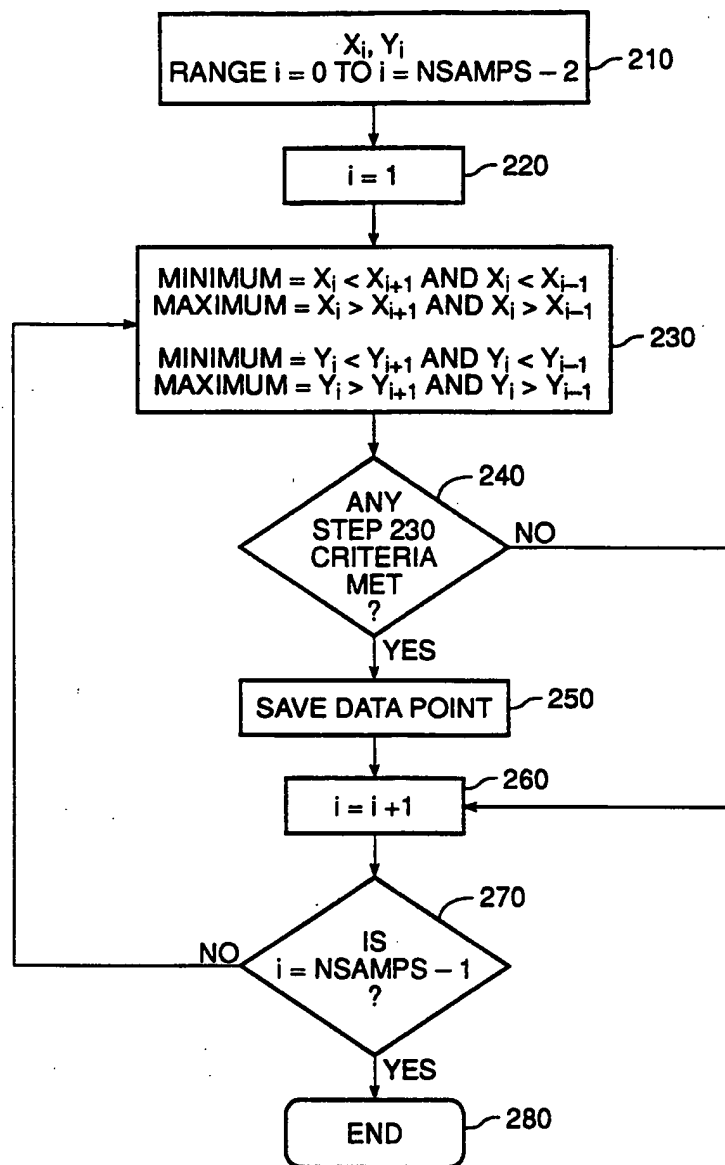 Xᵢ, Yᵢ
RANGE i = 0 TO i = NSAMPS – 2
210
i = 1
220
MINIMUM = Xᵢ < Xᵢ₊₁ AND Xᵢ < Xᵢ₋₁
MAXIMUM = Xᵢ > Xᵢ₊₁ AND Xᵢ > Xᵢ₋₁
MINIMUM = Yᵢ < Yᵢ₊₁ AND Yᵢ < Yᵢ₋₁
MAXIMUM = Yᵢ > Yᵢ₊₁ AND Yᵢ > Yᵢ₋₁
230
240
ANY
STEP 230
CRITERIA
MET
?
NO
YES
SAVE DATA POINT
250
260
i = i +1
270
IS
i = NSAMPS – 1
?
NO
YES
END
280